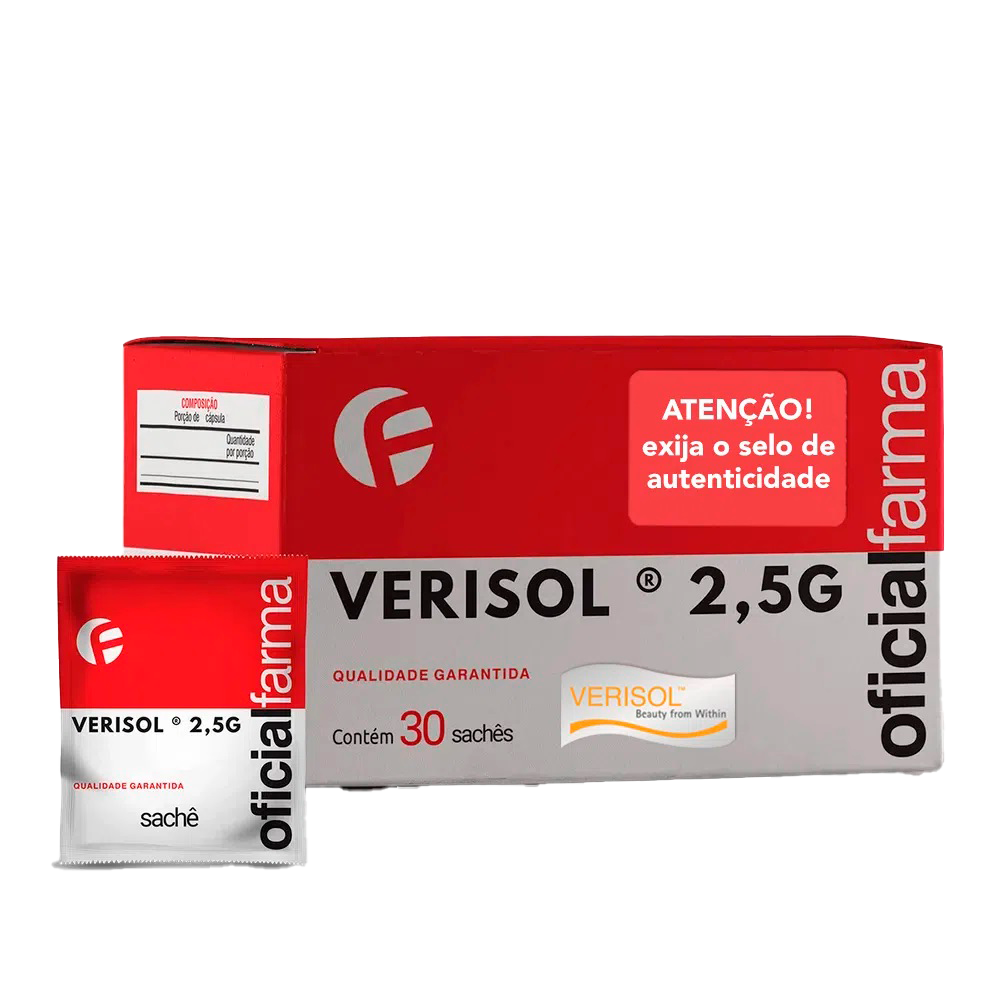 COMPOSIÇÃO
Porção de cápsula
Quantidade
por porção
F
ATENÇÃO!
exija o selo de
autenticidade
oficialfarma
VERISOL ® 2,5G
QUALIDADE GARANTIDA
Contém 30 sachês
VERISOL™
Beauty from Within
F
oficialfarma
VERISOL ® 2,5G
QUALIDADE GARANTIDA
sachê